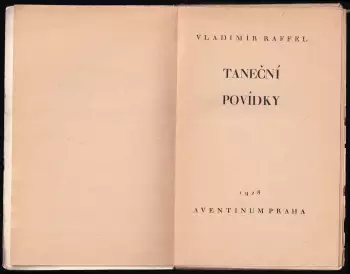 VLADIMÍR RAFFEL
TANEČNÍ
POVÍDKY
1928
AVENTINUM PRAHA